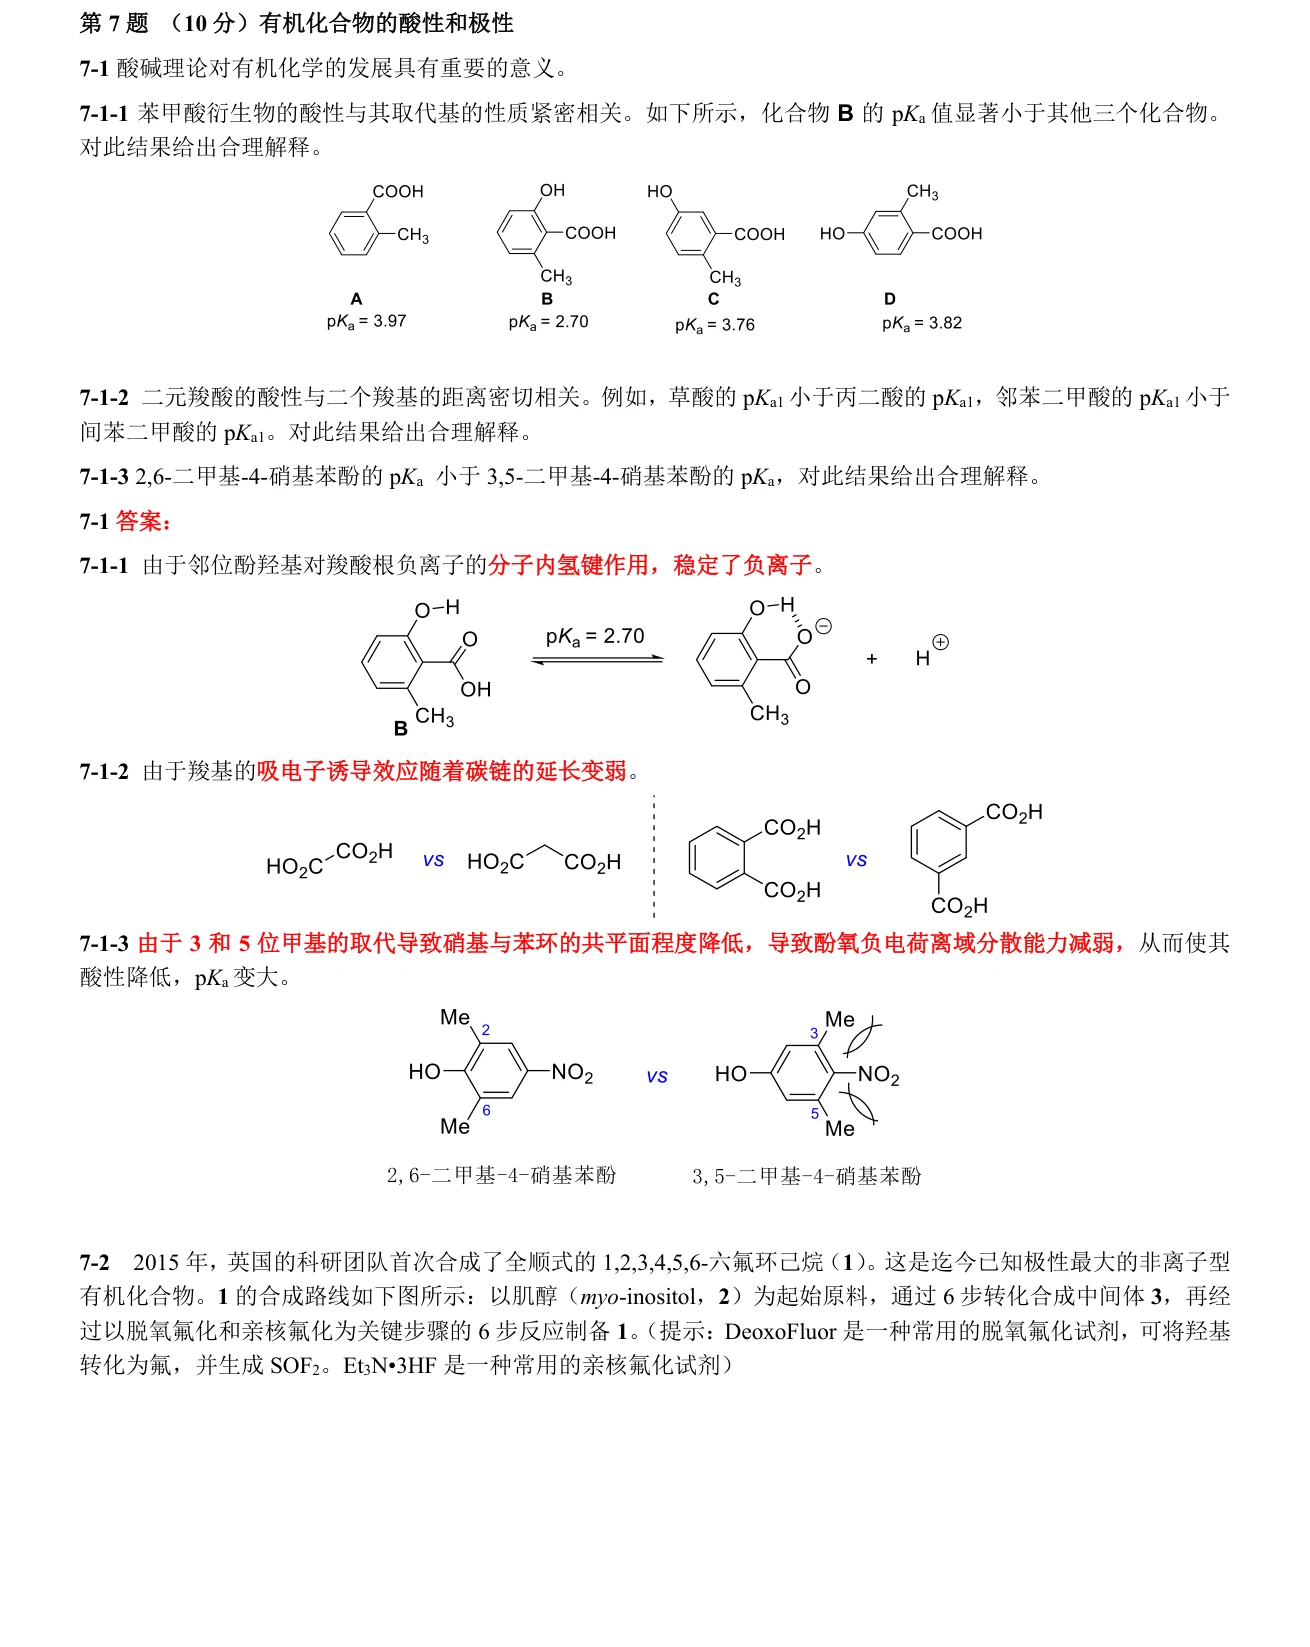 第 7 题 （10 分）有机化合物的酸性和极性
7-1 酸碱理论对有机化学的发展具有重要的意义。
7-1-1 苯甲酸衍生物的酸性与其取代基的性质紧密相关。如下所示，化合物 B 的 pKa 值显著小于其他三个化合物。
对此结果给出合理解释。
COOH OH HO CH3
CH3 COOH COOH HO COOH
CH3 CH3
A B C D
pKa = 3.97 pKa = 2.70 pKa = 3.76 pKa = 3.82
7-1-2 二元羧酸的酸性与二个羧基的距离密切相关。例如，草酸的 pKa1 小于丙二酸的 pKa1，邻苯二甲酸的 pKa1 小于
间苯二甲酸的 pKa1。对此结果给出合理解释。
7-1-3 2,6-二甲基-4-硝基苯酚的 pKa 小于 3,5-二甲基-4-硝基苯酚的 pKa，对此结果给出合理解释。
7-1 答案：
7-1-1 由于邻位酚羟基对羧酸根负离子的分子内氢键作用，稳定了负离子。
O H O H
O pKa = 2.70 O ⊖ + H ⊕
OH O
CH3 CH3
B
7-1-2 由于羧基的吸电子诱导效应随着碳链的延长变弱。
CO2H CO2H
HO2C CO2H vs HO2C CO2H vs
CO2H CO2H
7-1-3 由于 3 和 5 位甲基的取代导致硝基与苯环的共平面程度降低，导致酚氧负电荷离域分散能力减弱，从而使其
酸性降低，pKa 变大。
Me 2 3 Me
HO NO2 vs HO NO2
Me 6 5 Me
2,6-二甲基-4-硝基苯酚 3,5-二甲基-4-硝基苯酚
7-2 2015 年，英国的科研团队首次合成了全顺式的 1,2,3,4,5,6-六氟环己烷（1）。这是迄今已知极性最大的非离子型
有机化合物。1 的合成路线如下图所示：以肌醇（myo-inositol，2）为起始原料，通过 6 步转化合成中间体 3，再经
过以脱氧氟化和亲核氟化为关键步骤的 6 步反应制备 1。（提示：DeoxoFluor 是一种常用的脱氧氟化试剂，可将羟基
转化为氟，并生成 SOF2。Et3N•3HF 是一种常用的亲核氟化试剂）